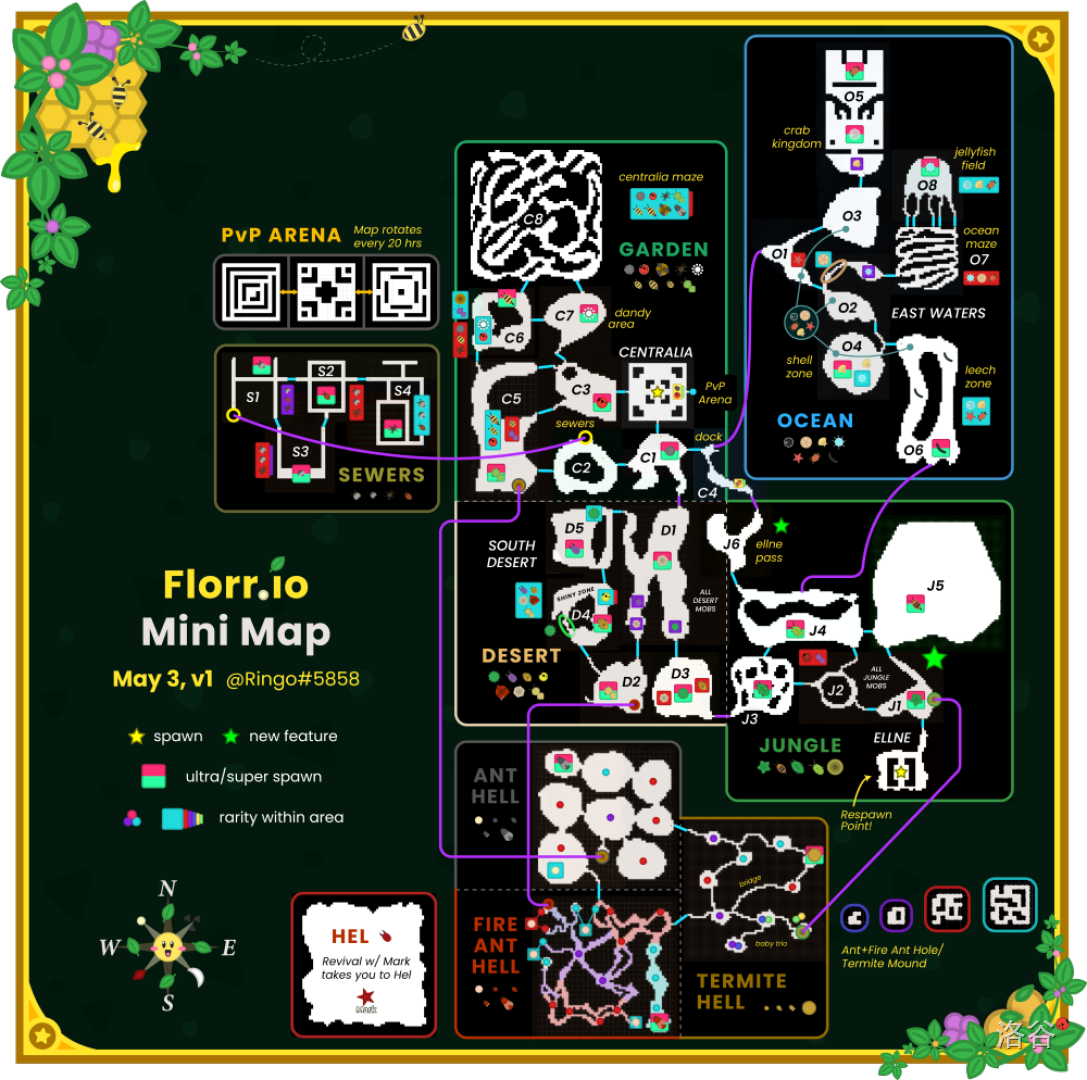 PvP ARENA
Map rotates
every 20 hrs
S1
S2
S4
S3
SEWERS
Florr.io
Mini Map
May 3, v1 @Ringo#5858
spawn
new feature
ultra/super spawn
rarity within area
N
W
E
S
HEL
Revival w/ Mark
takes you to Hel
Mark
centralia maze
C8
GARDEN
C7
dandy
area
C6
CENTRALIA
C5
C3
PvP
Arena
sewers
dock
C2
C1
C4
D5
D1
SOUTH
DESERT
SHINY ZONE
D4
ALL
DESERT
MOBS
DESERT
D2
D3
O5
crab
kingdom
jellyfish
field
O8
O3
ocean
maze
O7
O1
O2
EAST WATERS
O4
shell
zone
leech
zone
OCEAN
O6
J6
ellne
pass
J5
J4
ALL
JUNGLE
MOBS
J2
J1
J3
JUNGLE
ELLNE
Respawn
Point!
ANT
HELL
FIRE
ANT
HELL
bridge
baby trio
TERMITE
HELL
Ant+Fire Ant Hole/
Termite Mound
洛谷